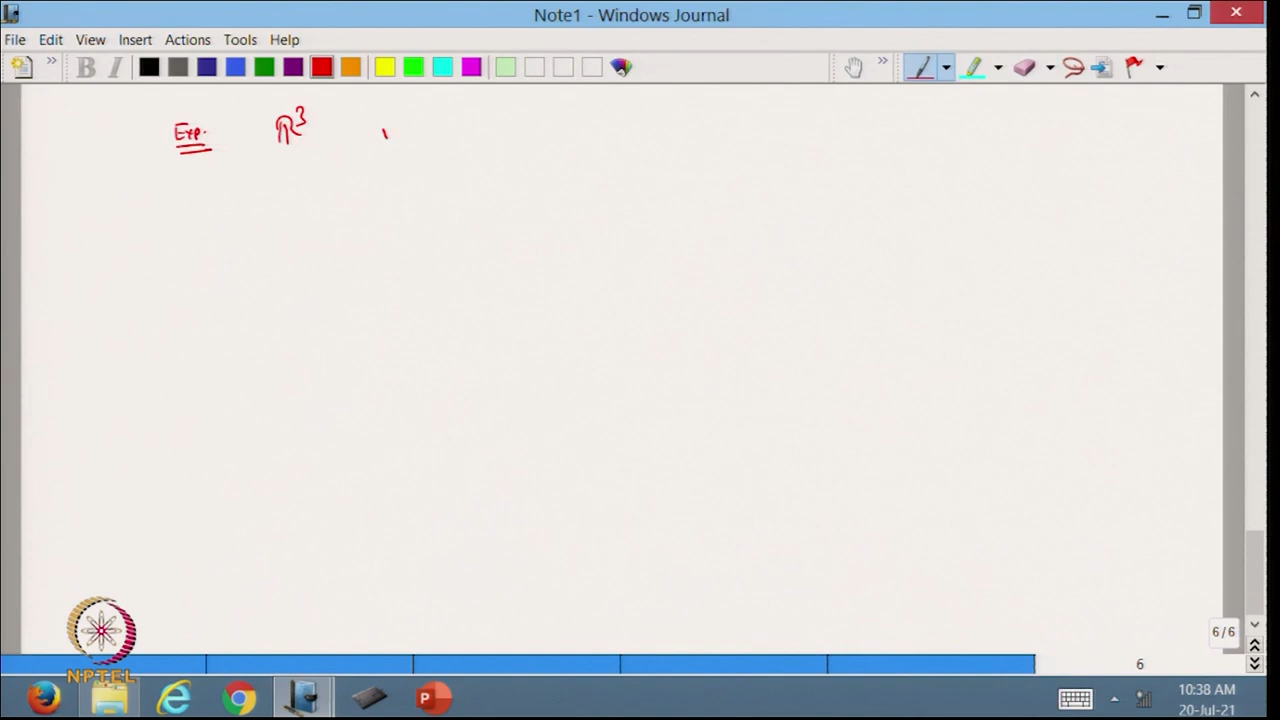 Note1 - Windows Journal
File Edit View Insert Actions Tools Help
B I
Exp. ℝ³
6/6
6
NPTEL
10:38 AM
20-Jul-21